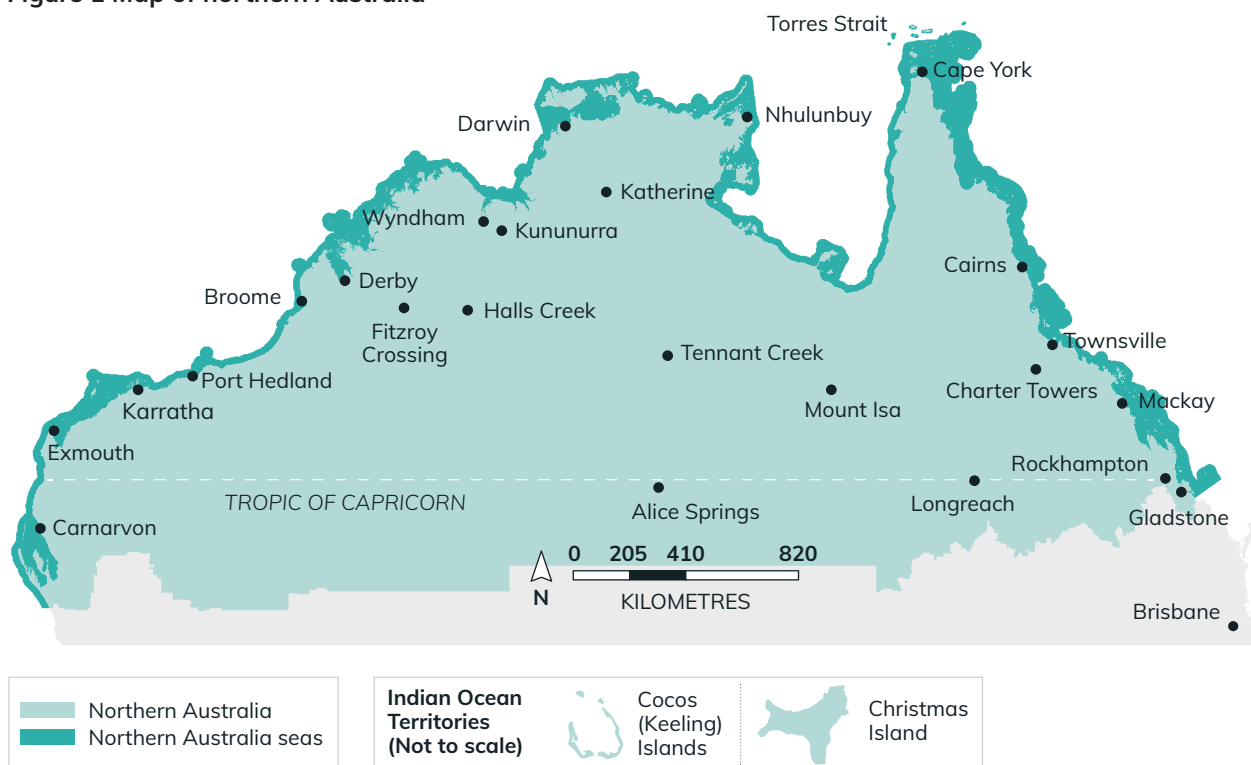 Figure 1 Map of northern Australia
Torres Strait
Cape York
Darwin
Nhulunbuy
Katherine
Wyndham
Kununurra
Cairns
Derby
Broome
Halls Creek
Fitzroy
Crossing
Townsville
Tennant Creek
Port Hedland
Charter Towers
Karratha
Mount Isa
Mackay
Exmouth
Rockhampton
TROPIC OF CAPRICORN
Longreach
Alice Springs
Gladstone
Carnarvon
0 205 410 820
N
KILOMETRES
Brisbane
Northern Australia
Northern Australia seas
Indian Ocean
Territories
(Not to scale)
Cocos
(Keeling)
Islands
Christmas
Island